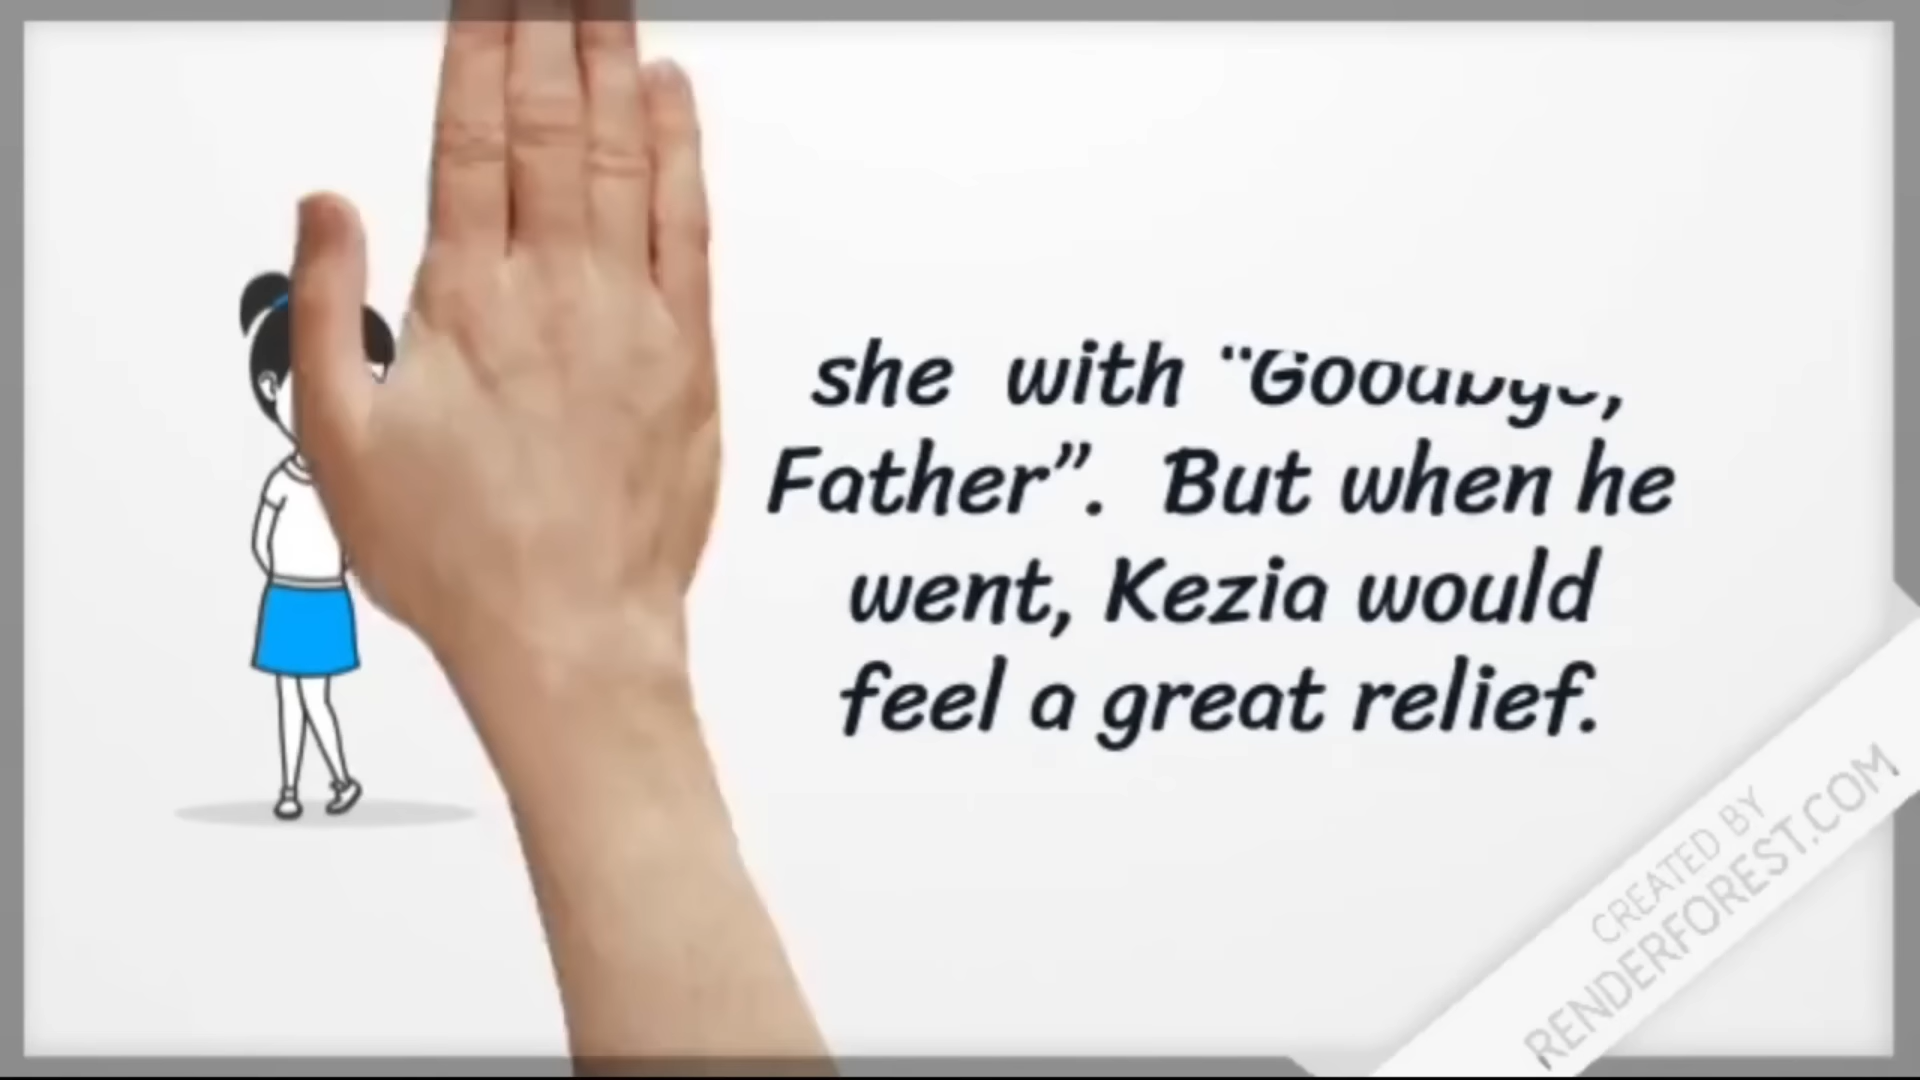 she with “Goodbye,
Father”. But when he
went, Kezia would
feel a great relief.
CREATED BY
RENDERFOREST.COM